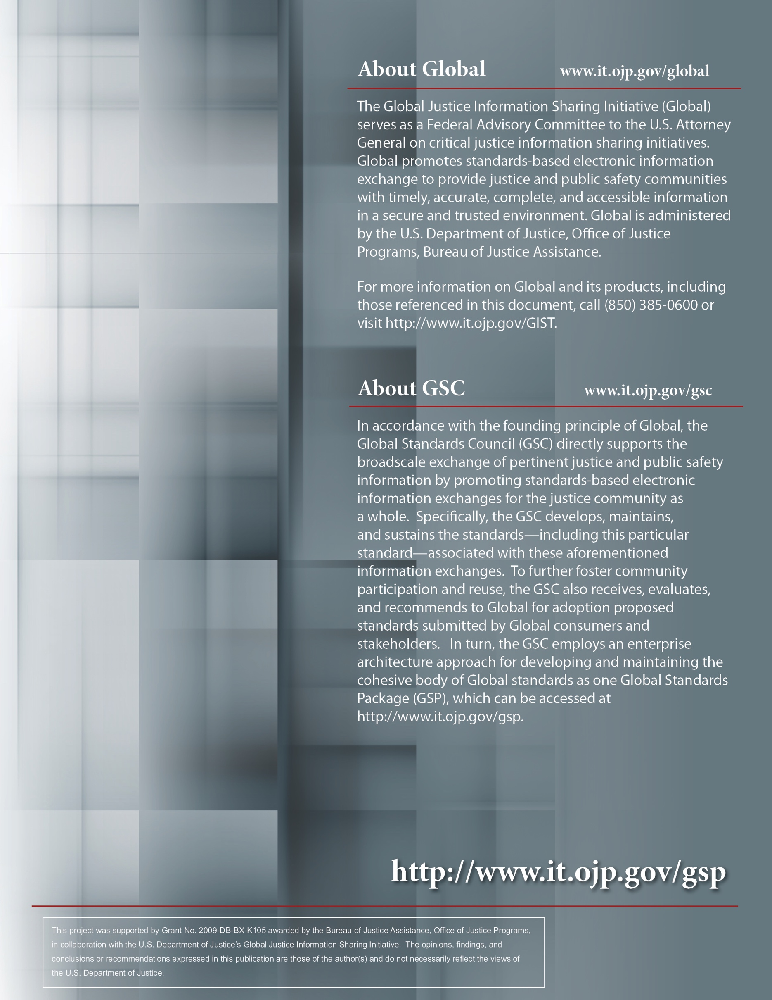 About Global www.it.ojp.gov/global
The Global Justice Information Sharing Initiative (Global)
serves as a Federal Advisory Committee to the U.S. Attorney
General on critical justice information sharing initiatives.
Global promotes standards-based electronic information
exchange to provide justice and public safety communities
with timely, accurate, complete, and accessible information
in a secure and trusted environment. Global is administered
by the U.S. Department of Justice, Office of Justice
Programs, Bureau of Justice Assistance.
For more information on Global and its products, including
those referenced in this document, call (850) 385-0600 or
visit http://www.it.ojp.gov/GIST.
About GSC www.it.ojp.gov/gsc
In accordance with the founding principle of Global, the
Global Standards Council (GSC) directly supports the
broadscale exchange of pertinent justice and public safety
information by promoting standards-based electronic
information exchanges for the justice community as
a whole.  Specifically, the GSC develops, maintains,
and sustains the standards—including this particular
standard—associated with these aforementioned
information exchanges.  To further foster community
participation and reuse, the GSC also receives, evaluates,
and recommends to Global for adoption proposed
standards submitted by Global consumers and
stakeholders.   In turn, the GSC employs an enterprise
architecture approach for developing and maintaining the
cohesive body of Global standards as one Global Standards
Package (GSP), which can be accessed at
http://www.it.ojp.gov/gsp.
http://www.it.ojp.gov/gsp
This project was supported by Grant No. 2009-DB-BX-K105 awarded by the Bureau of Justice Assistance, Office of Justice Programs,
in collaboration with the U.S. Department of Justice's Global Justice Information Sharing Initiative.  The opinions, findings, and
conclusions or recommendations expressed in this publication are those of the author(s) and do not necessarily reflect the views of
the U.S. Department of Justice.